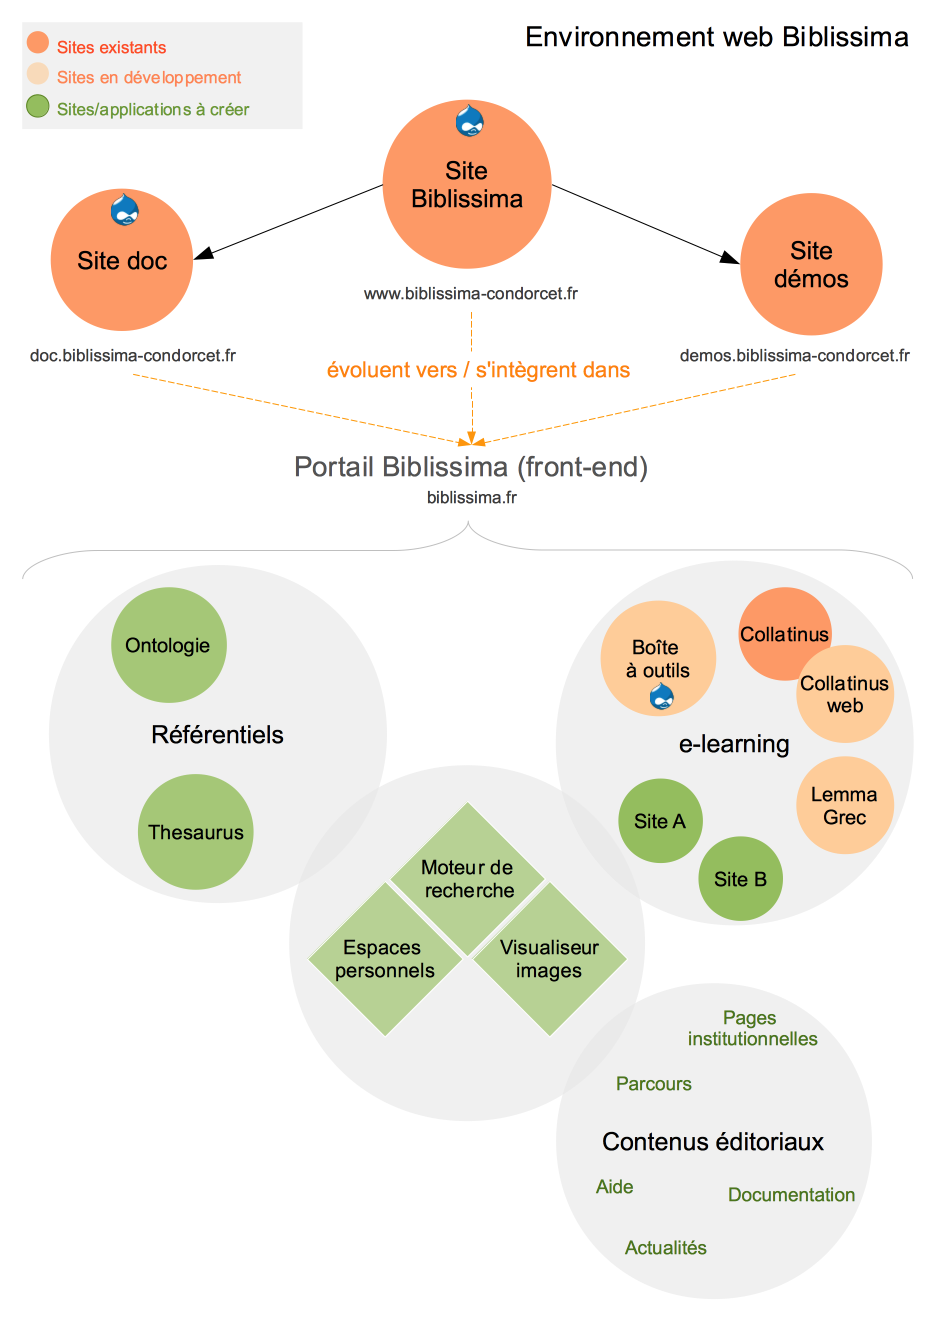 Environnement web Biblissima
Sites existants
Sites en développement
Sites/applications à créer
Site
Biblissima
Site doc
Site
démos
www.biblissima-condorcet.fr
doc.biblissima-condorcet.fr
demos.biblissima-condorcet.fr
évoluent vers / s'intègrent dans
Portail Biblissima (front-end)
biblissima.fr
Ontologie
Référentiels
Thesaurus
Boîte
à outils
Collatinus
Collatinus
web
e-learning
Lemma
Grec
Site A
Site B
Moteur de
recherche
Espaces
personnels
Visualiseur
images
Pages
institutionnelles
Parcours
Contenus éditoriaux
Aide
Documentation
Actualités